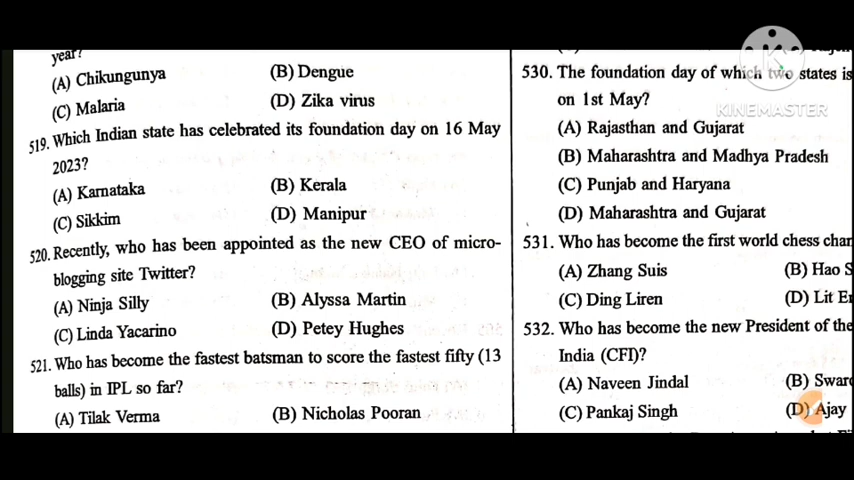 year?
(A) Chikungunya
(B) Dengue
(C) Malaria
(D) Zika virus
519. Which Indian state has celebrated its foundation day on 16 May
2023?
(A) Karnataka
(B) Kerala
(C) Sikkim
(D) Manipur
520. Recently, who has been appointed as the new CEO of micro-
blogging site Twitter?
(A) Ninja Silly
(B) Alyssa Martin
(C) Linda Yacarino
(D) Petey Hughes
521. Who has become the fastest batsman to score the fastest fifty (13
balls) in IPL so far?
(A) Tilak Verma
(B) Nicholas Pooran
530. The foundation day of which two states is
on 1st May?
(A) Rajasthan and Gujarat
(B) Maharashtra and Madhya Pradesh
(C) Punjab and Haryana
(D) Maharashtra and Gujarat
531. Who has become the first world chess
(A) Zhang Suis
(B) Hao
(C) Ding Liren
(D) Lit
532. Who has become the new President of the
India (CFI)?
(A) Naveen Jindal
(B)
(C) Pankaj Singh
(D) Ajay
KINEMASTER